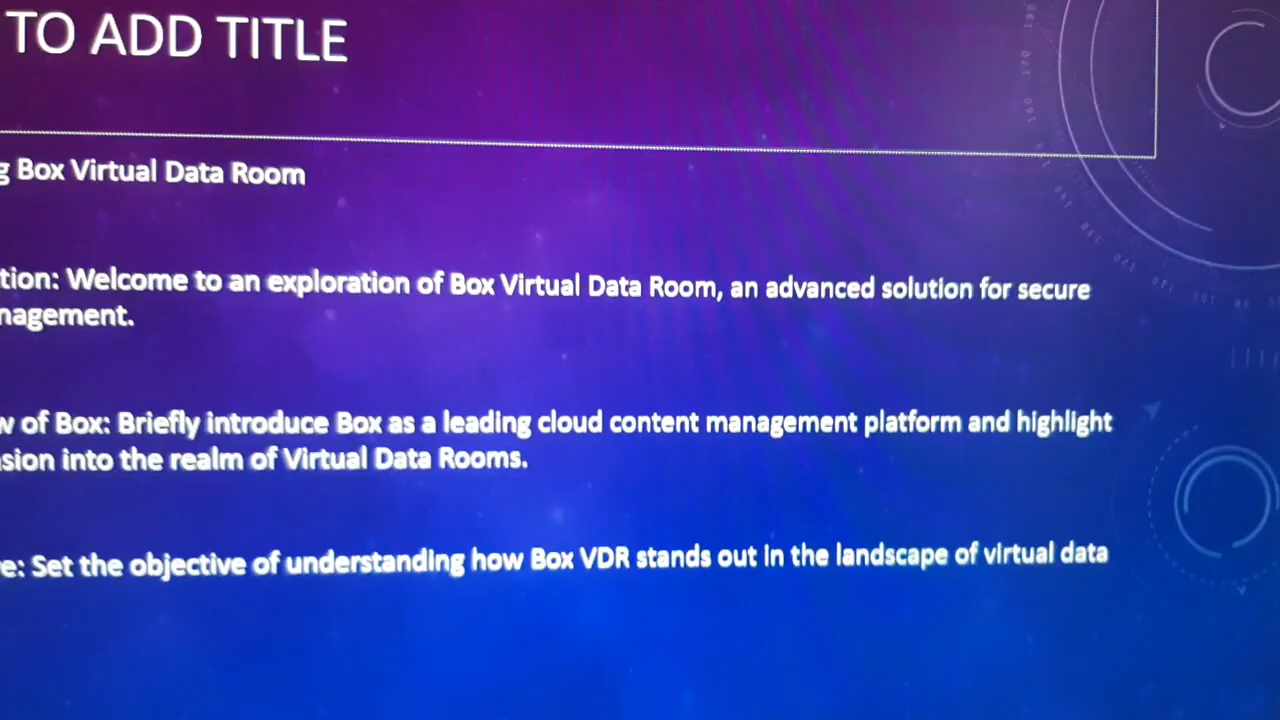 TO ADD TITLE
g Box Virtual Data Room
tion: Welcome to an exploration of Box Virtual Data Room, an advanced solution for secure
nagement.
w of Box: Briefly introduce Box as a leading cloud content management platform and highlight
sion into the realm of Virtual Data Rooms.
e: Set the objective of understanding how Box VDR stands out in the landscape of virtual data